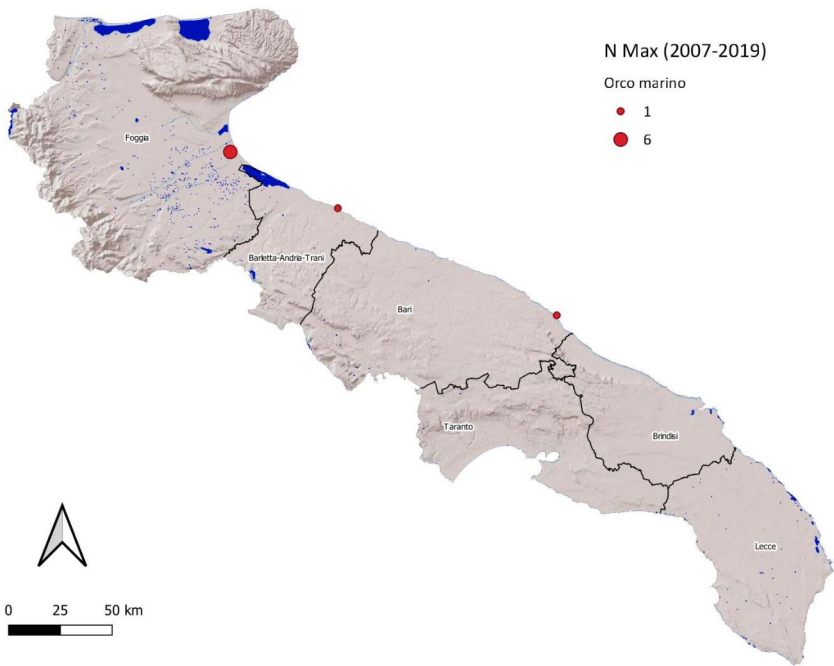 N Max (2007-2019)
Orco marino
1
6
Foggia
Barletta-Andria-Trani
Bari
Taranto
Brindisi
Lecce
0 25 50 km